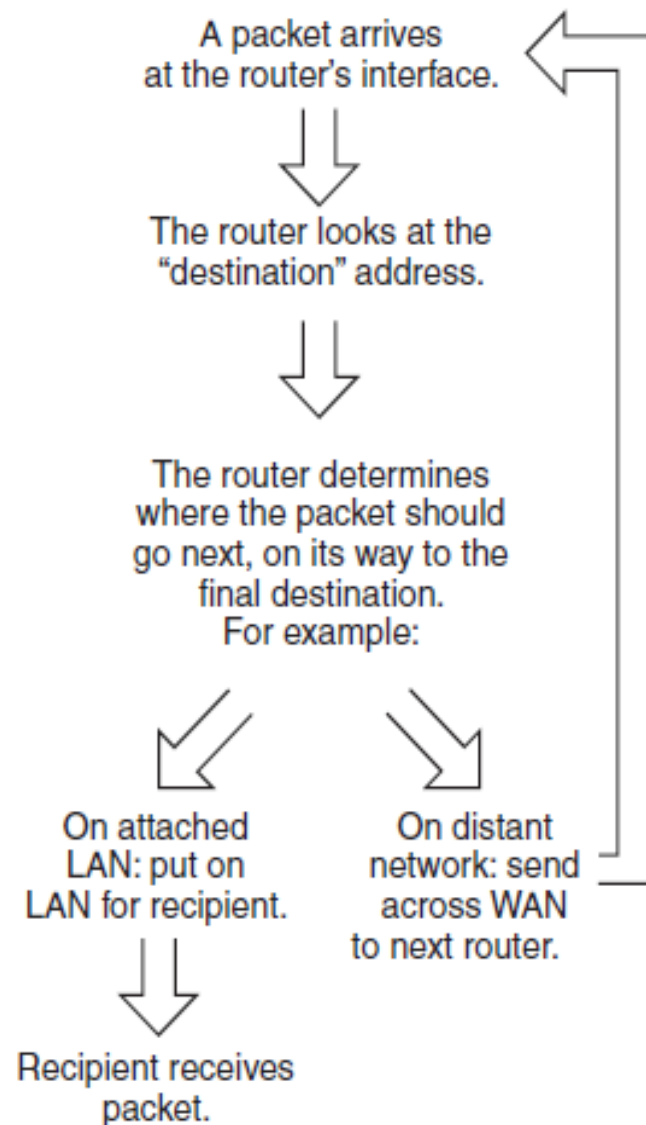 A packet arrives
at the router's interface.
The router looks at the
“destination” address.
The router determines
where the packet should
go next, on its way to the
final destination.
For example:
On attached
LAN: put on
LAN for recipient.
On distant
network: send
across WAN
to next router.
Recipient receives
packet.